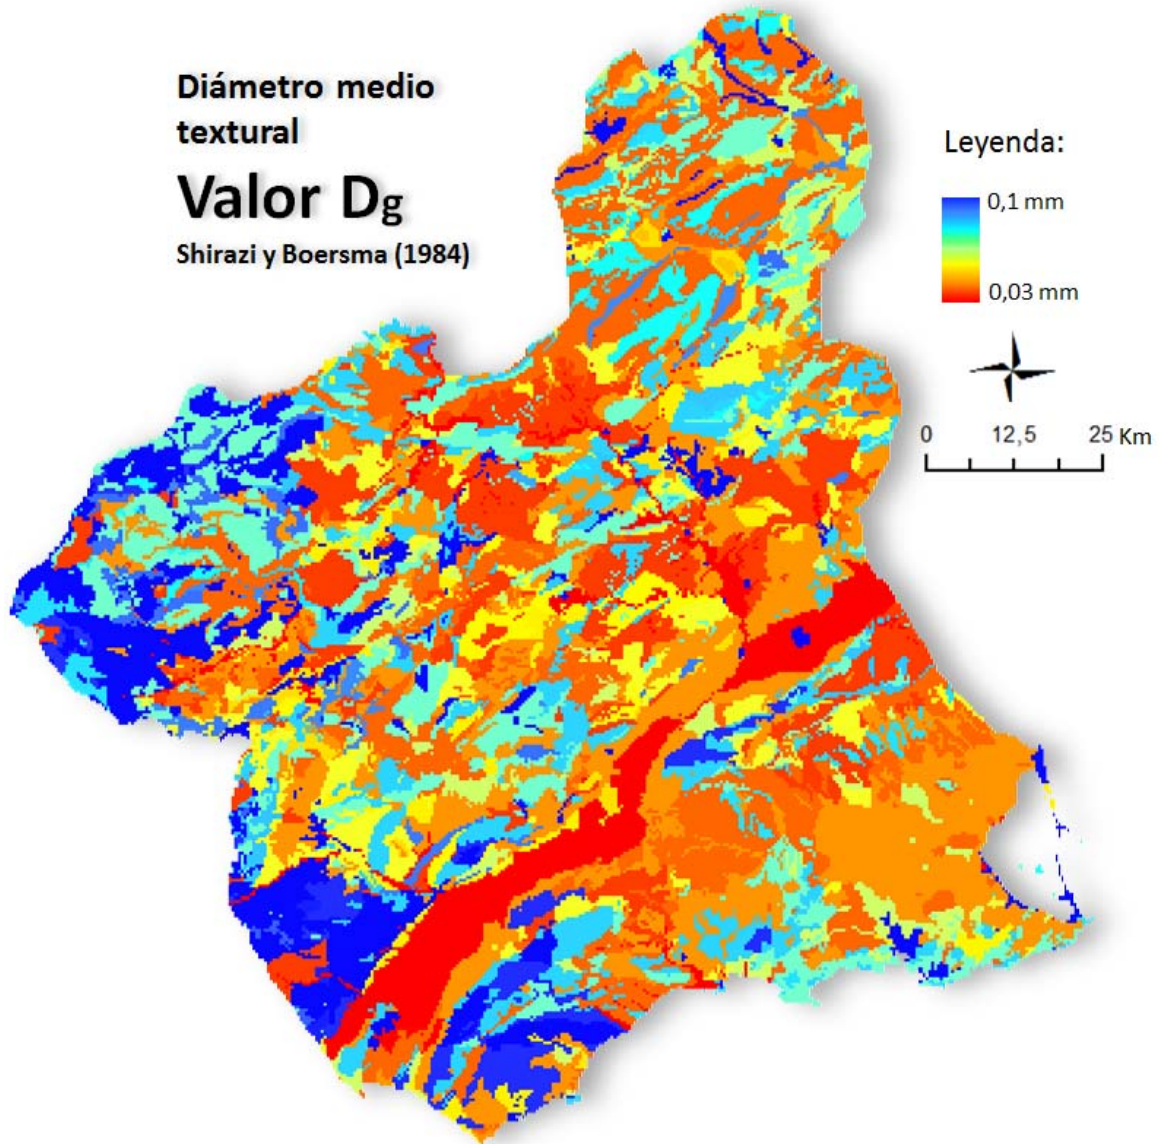 Diámetro medio
textural
Valor Dg
Shirazi y Boersma (1984)
Leyenda:
0,1 mm
0,03 mm
0 12,5 25 Km